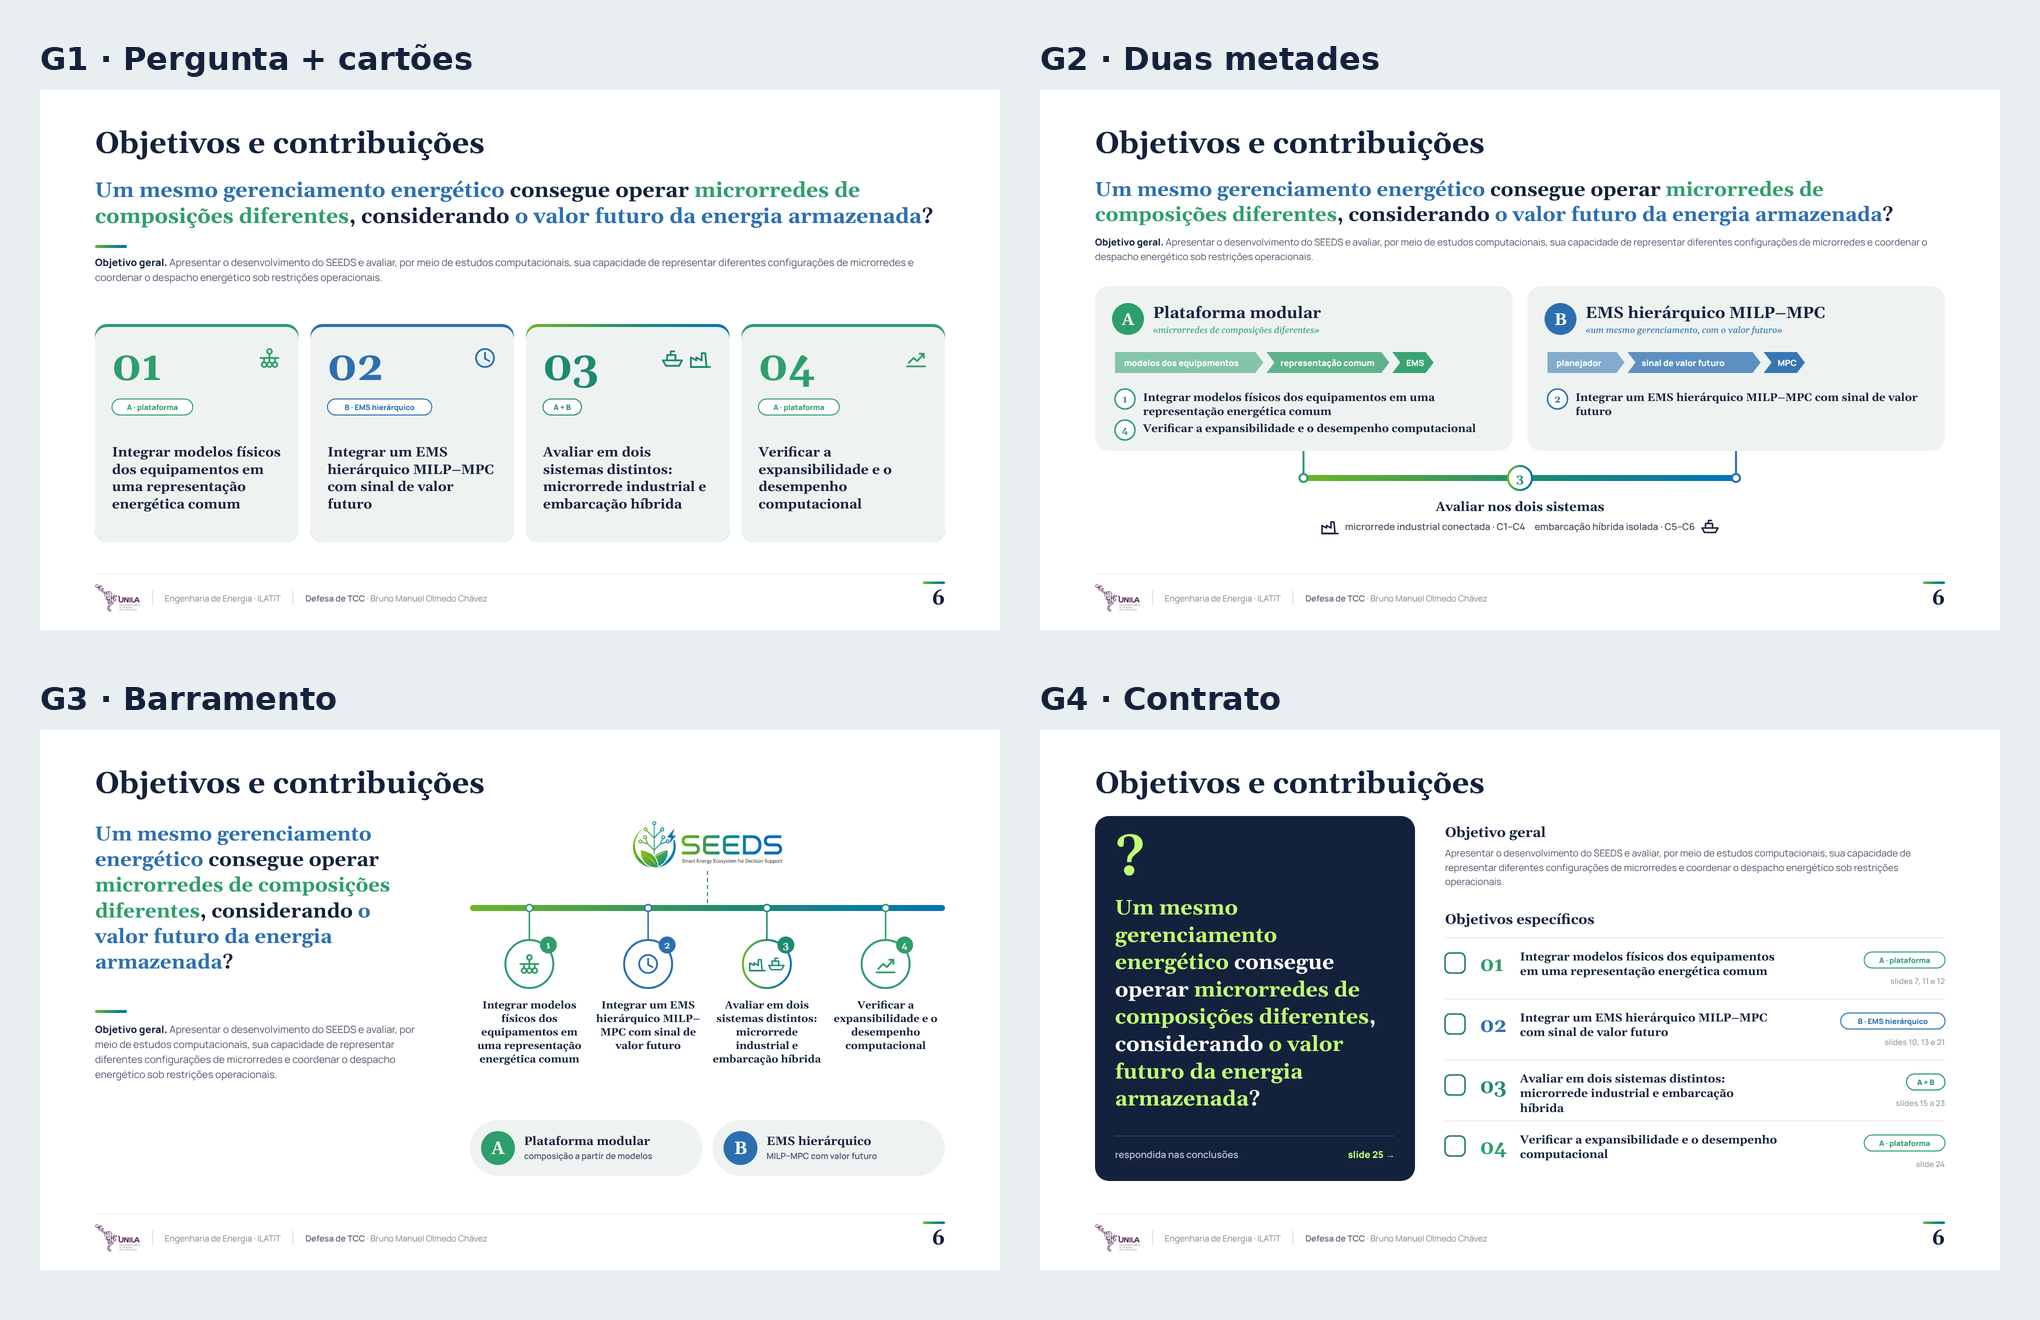 G1 · Pergunta + cartões
Objetivos e contribuições
Um mesmo gerenciamento energético consegue operar microrredes de
composições diferentes, considerando o valor futuro da energia armazenada?
Objetivo geral. Apresentar o desenvolvimento do SEEDS e avaliar, por meio de estudos computacionais, sua capacidade de representar diferentes configurações de microrredes e
coordenar o despacho energético sob restrições operacionais.
01
A · plataforma
Integrar modelos físicos
dos equipamentos em
uma representação
energética comum
02
B · EMS hierárquico
Integrar um EMS
hierárquico MILP–MPC
com sinal de valor
futuro
03
A + B
Avaliar em dois
sistemas distintos:
microrrede industrial e
embarcação híbrida
04
A · plataforma
Verificar a
expansibilidade e o
desempenho
computacional
UNILA
Engenharia de Energia · ILATIT
Defesa de TCC · Bruno Manuel Olmedo Chávez
6
G2 · Duas metades
Objetivos e contribuições
Um mesmo gerenciamento energético consegue operar microrredes de
composições diferentes, considerando o valor futuro da energia armazenada?
Objetivo geral. Apresentar o desenvolvimento do SEEDS e avaliar, por meio de estudos computacionais, sua capacidade de representar diferentes configurações de microrredes e coordenar o
despacho energético sob restrições operacionais.
A
Plataforma modular
«microrredes de composições diferentes»
modelos dos equipamentos
representação comum
EMS
1
Integrar modelos físicos dos equipamentos em uma
representação energética comum
4
Verificar a expansibilidade e o desempenho computacional
B
EMS hierárquico MILP–MPC
«um mesmo gerenciamento, com o valor futuro»
planejador
sinal de valor futuro
MPC
2
Integrar um EMS hierárquico MILP–MPC com sinal de valor
futuro
3
Avaliar nos dois sistemas
microrrede industrial conectada · C1–C4
embarcação híbrida isolada · C5–C6
UNILA
Engenharia de Energia · ILATIT
Defesa de TCC · Bruno Manuel Olmedo Chávez
6
G3 · Barramento
Objetivos e contribuições
Um mesmo gerenciamento
energético consegue operar
microrredes de composições
diferentes, considerando o
valor futuro da energia
armazenada?
Objetivo geral. Apresentar o desenvolvimento do SEEDS e avaliar, por
meio de estudos computacionais, sua capacidade de representar
diferentes configurações de microrredes e coordenar o despacho
energético sob restrições operacionais.
SEEDS
Smart Energy Ecosystem for Decision Support
1
Integrar modelos
físicos dos
equipamentos em
uma representação
energética comum
2
Integrar um EMS
hierárquico MILP–
MPC com sinal de
valor futuro
3
Avaliar em dois
sistemas distintos:
microrrede
industrial e
embarcação híbrida
4
Verificar a
expansibilidade e o
desempenho
computacional
A
Plataforma modular
composição a partir de modelos
B
EMS hierárquico
MILP–MPC com valor futuro
UNILA
Engenharia de Energia · ILATIT
Defesa de TCC · Bruno Manuel Olmedo Chávez
6
G4 · Contrato
Objetivos e contribuições
?
Um mesmo
gerenciamento
energético consegue
operar microrredes de
composições diferentes,
considerando o valor
futuro da energia
armazenada?
respondida nas conclusões
slide 25 →
Objetivo geral
Apresentar o desenvolvimento do SEEDS e avaliar, por meio de estudos computacionais, sua capacidade de
representar diferentes configurações de microrredes e coordenar o despacho energético sob restrições
operacionais.
Objetivos específicos
01
Integrar modelos físicos dos equipamentos
em uma representação energética comum
A · plataforma
slides 7, 11 e 12
02
Integrar um EMS hierárquico MILP–MPC
com sinal de valor futuro
B · EMS hierárquico
slides 10, 13 e 21
03
Avaliar em dois sistemas distintos:
microrrede industrial e embarcação
híbrida
A + B
slides 15 a 23
04
Verificar a expansibilidade e o desempenho
computacional
A · plataforma
slide 24
UNILA
Engenharia de Energia · ILATIT
Defesa de TCC · Bruno Manuel Olmedo Chávez
6